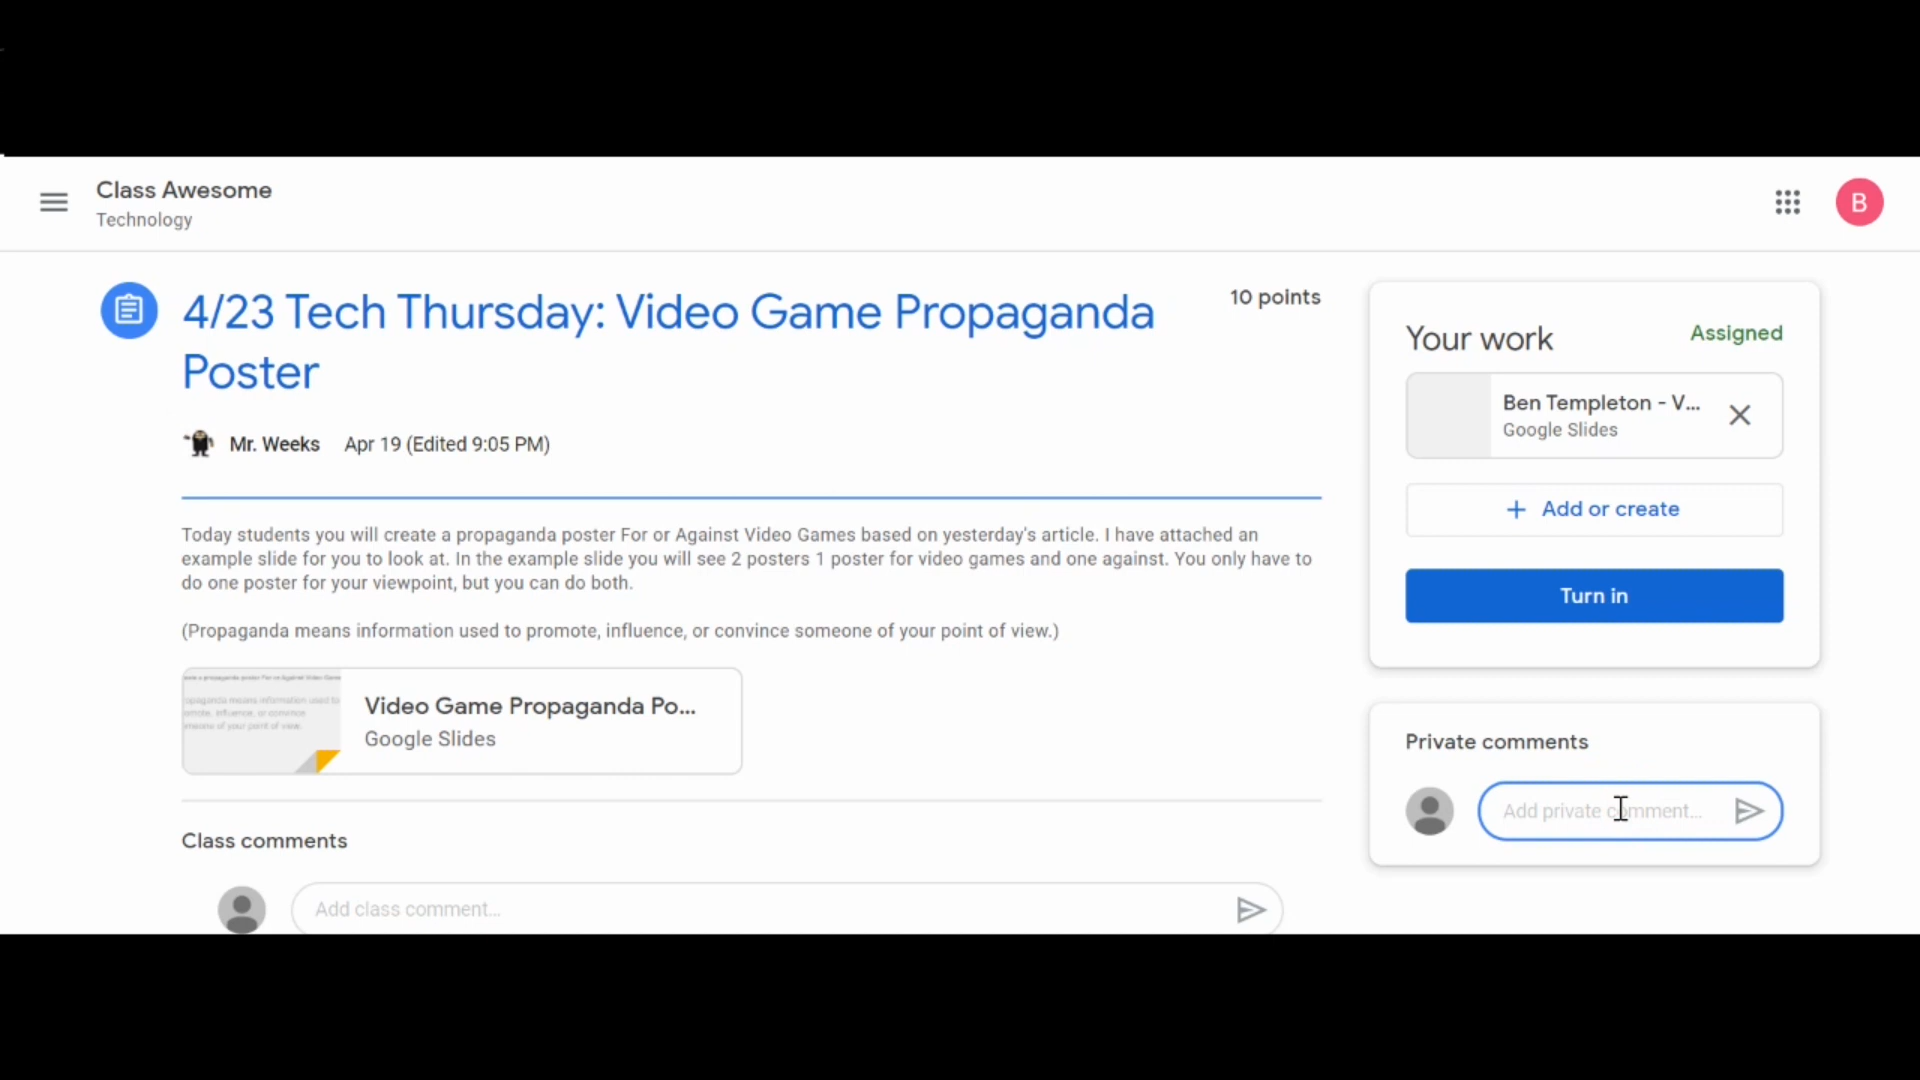 Class Awesome
Technology
B
4/23 Tech Thursday: Video Game Propaganda
Poster
10 points
Mr. Weeks Apr 19 (Edited 9:05 PM)
Today students you will create a propaganda poster For or Against Video Games based on yesterday's article. I have attached an
example slide for you to look at. In the example slide you will see 2 posters 1 poster for video games and one against. You only have to
do one poster for your viewpoint, but you can do both.
(Propaganda means information used to promote, influence, or convince someone of your point of view.)
Video Game Propaganda Po...
Google Slides
Class comments
Add class comment...
Your work
Assigned
Ben Templeton - V...
Google Slides
+ Add or create
Turn in
Private comments
Add private comment...